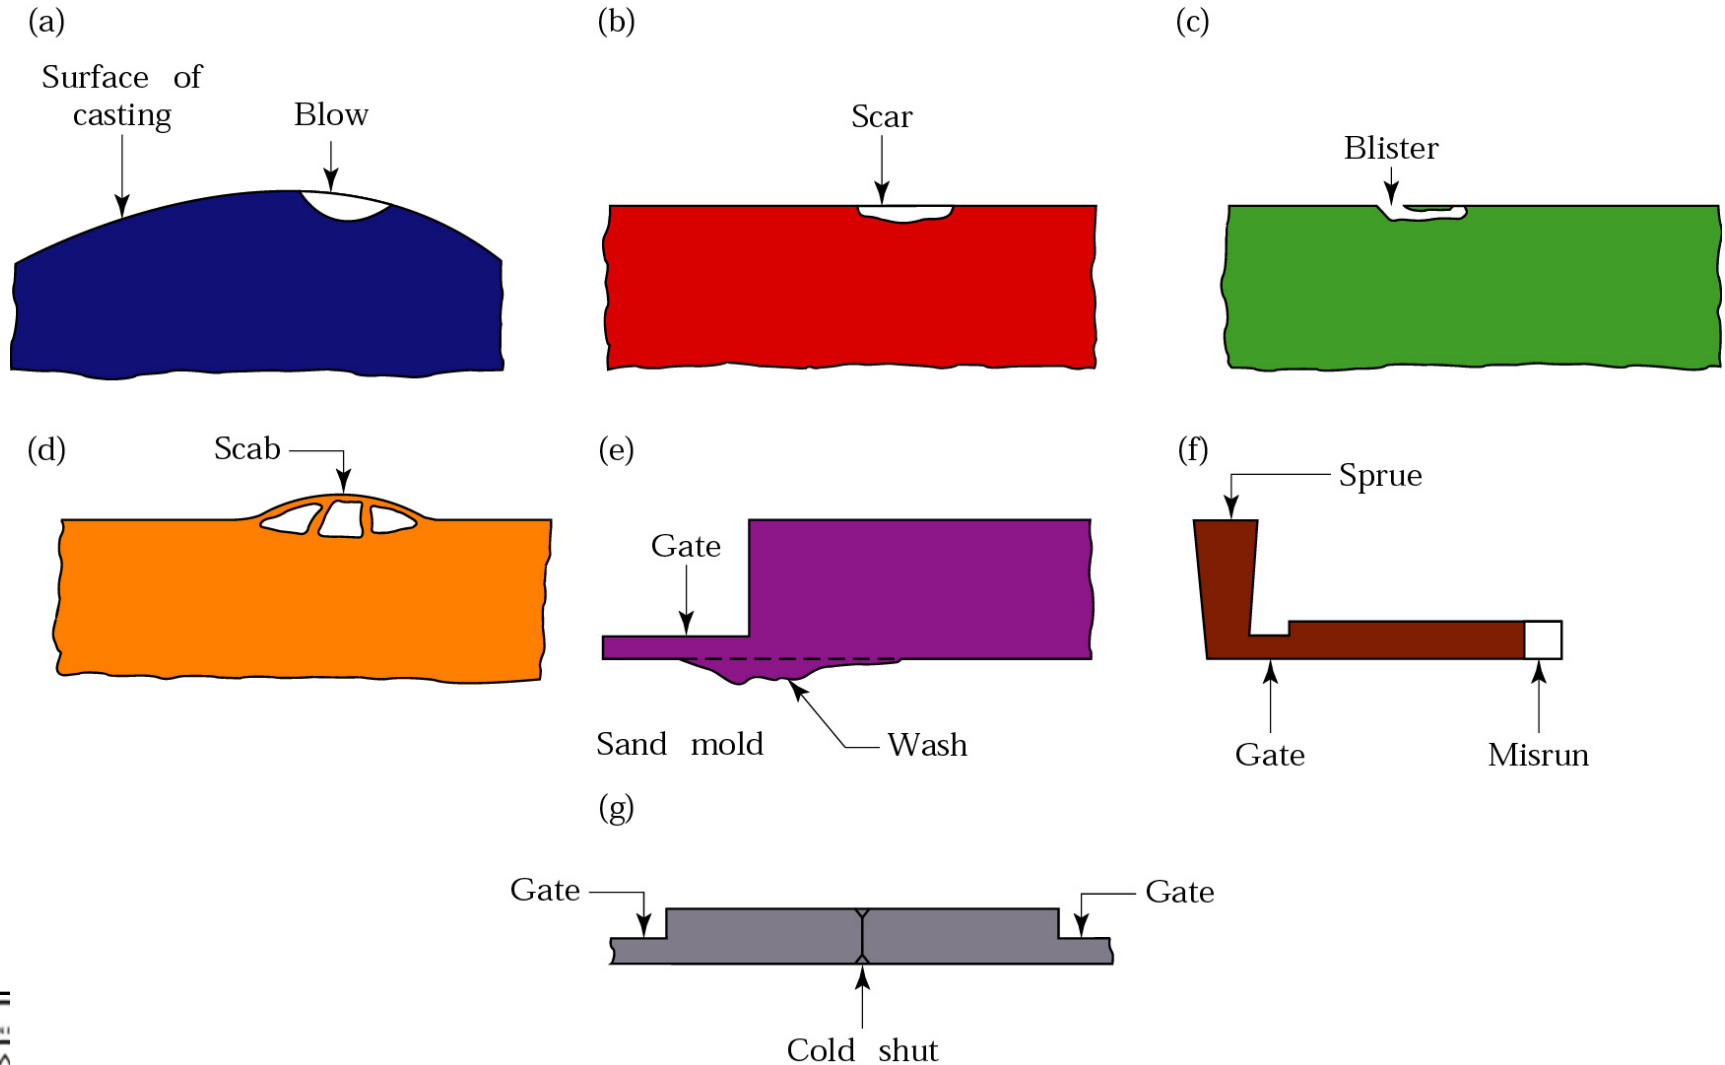 (a)
Surface of
casting
Blow
(b)
Scar
(c)
Blister
(d)
Scab
(e)
Gate
Sand mold
Wash
(f)
Sprue
Gate
Misrun
(g)
Gate
Gate
Cold shut